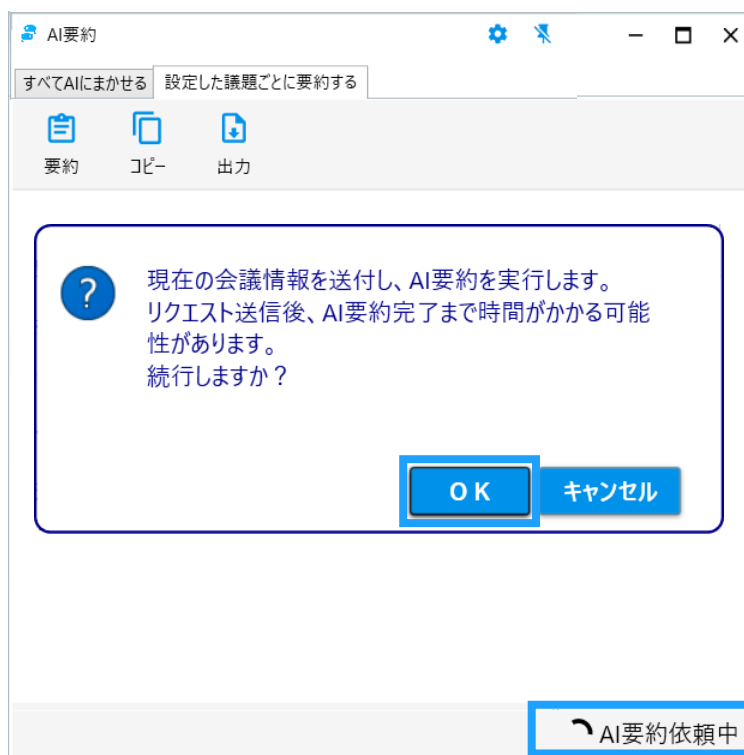 AI要約
すべてAIにまかせる 設定した議題ごとに要約する
要約 コピー 出力
?
現在の会議情報を送付し、AI要約を実行します。
リクエスト送信後、AI要約完了まで時間がかかる可能
性があります。
続行しますか？
OK キャンセル
AI要約依頼中